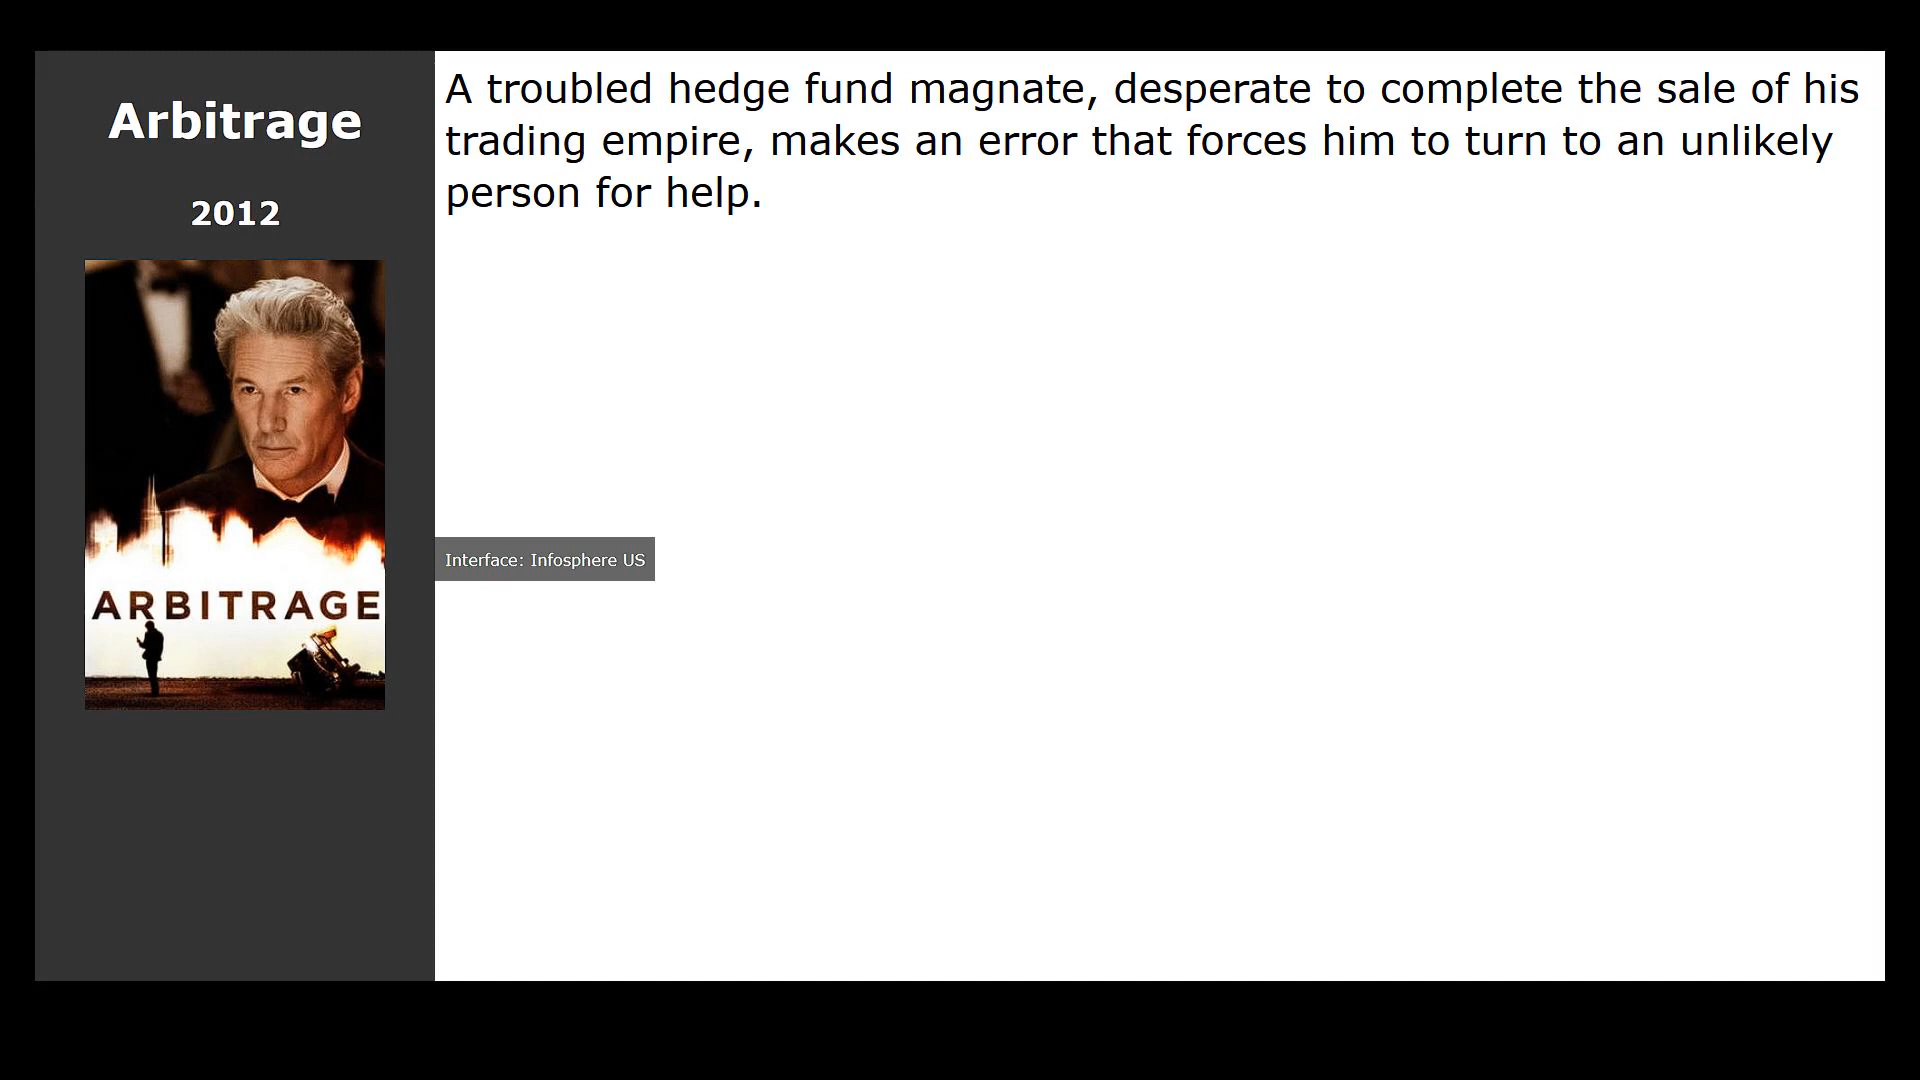 Arbitrage
2012
ARBITRAGE
A troubled hedge fund magnate, desperate to complete the sale of his
trading empire, makes an error that forces him to turn to an unlikely
person for help.
Interface: Infosphere US